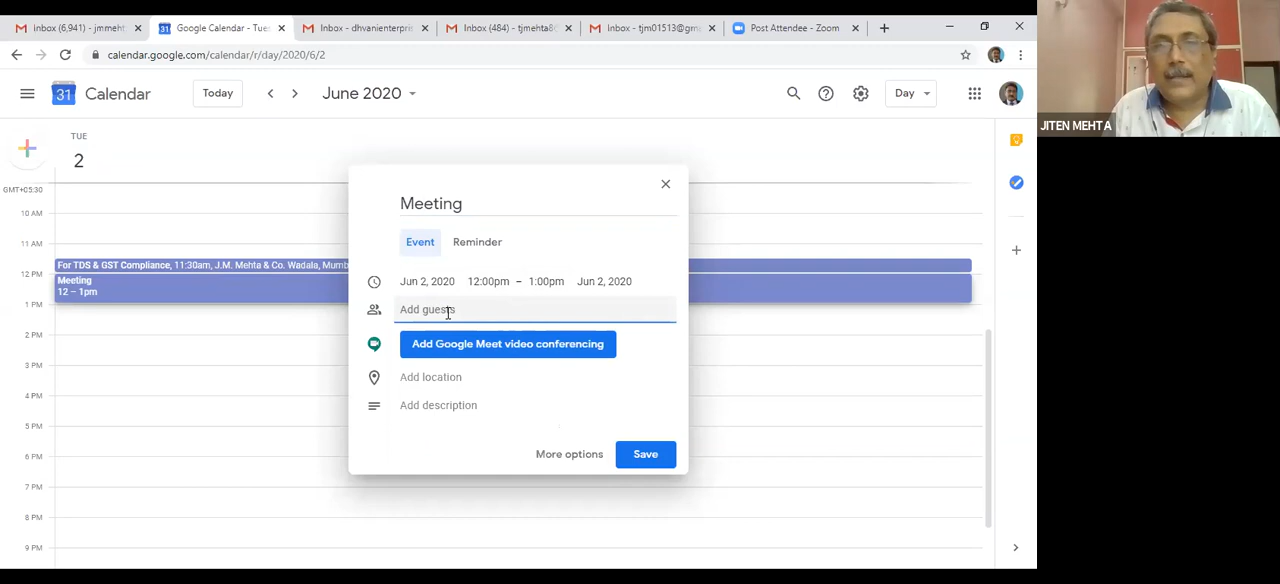 Inbox (6,941) - jmmeht
Google Calendar - Tues
Inbox - dhvanienterpri
Inbox (484) - tjmehta8
Inbox - tjm01513@gm
Post Attendee - Zoom
calendar.google.com/calendar/r/day/2020/6/2
31 Calendar
Today
June 2020
Day
JITEN MEHTA
TUE
2
GMT+05:30
10 AM
11 AM
12 PM
1 PM
2 PM
3 PM
4 PM
5 PM
6 PM
7 PM
8 PM
9 PM
For TDS & GST Compliance, 11:30am, J.M. Mehta & Co. Wadala, Mumb
Meeting
12 – 1pm
Meeting
Event Reminder
Jun 2, 2020 12:00pm – 1:00pm Jun 2, 2020
Add guests
Add Google Meet video conferencing
Add location
Add description
More options Save